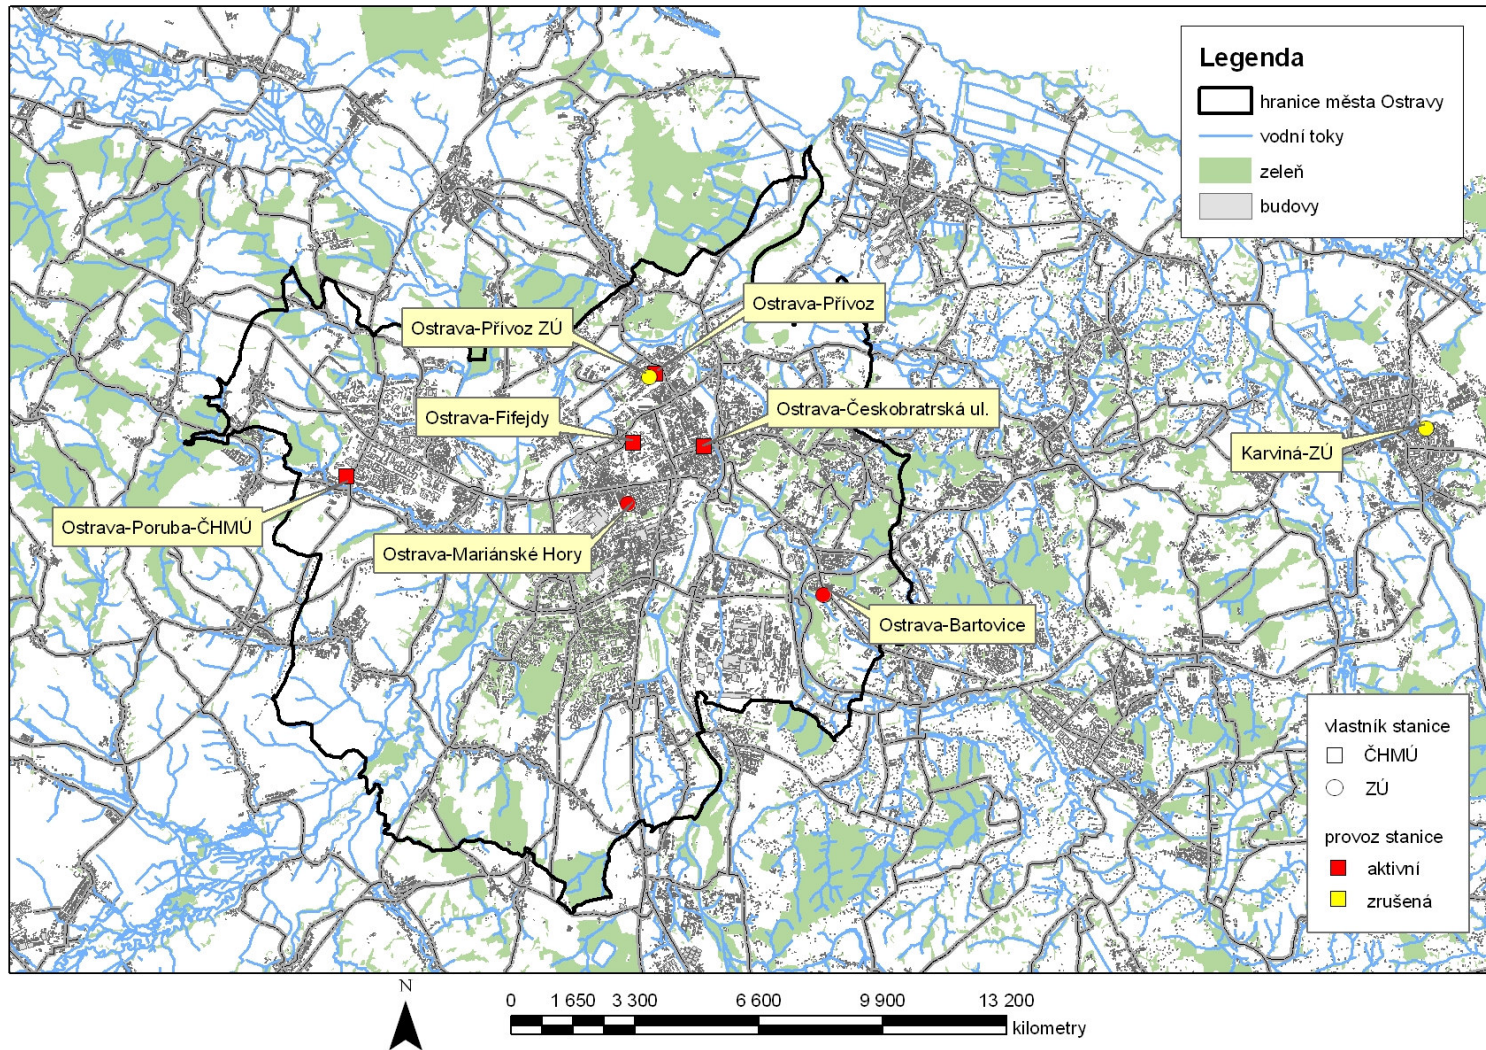 Legenda
hranice města Ostravy
vodní toky
zeleň
budovy
Ostrava-Přívoz
Ostrava-Přívoz ZÚ
Ostrava-Fifejdy
Ostrava-Českobratrská ul.
Karviná-ZÚ
Ostrava-Poruba-ČHMÚ
Ostrava-Mariánské Hory
Ostrava-Bartovice
vlastník stanice
ČHMÚ
ZÚ
provoz stanice
aktivní
zrušená
N
0 1 650 3 300 6 600 9 900 13 200
kilometry